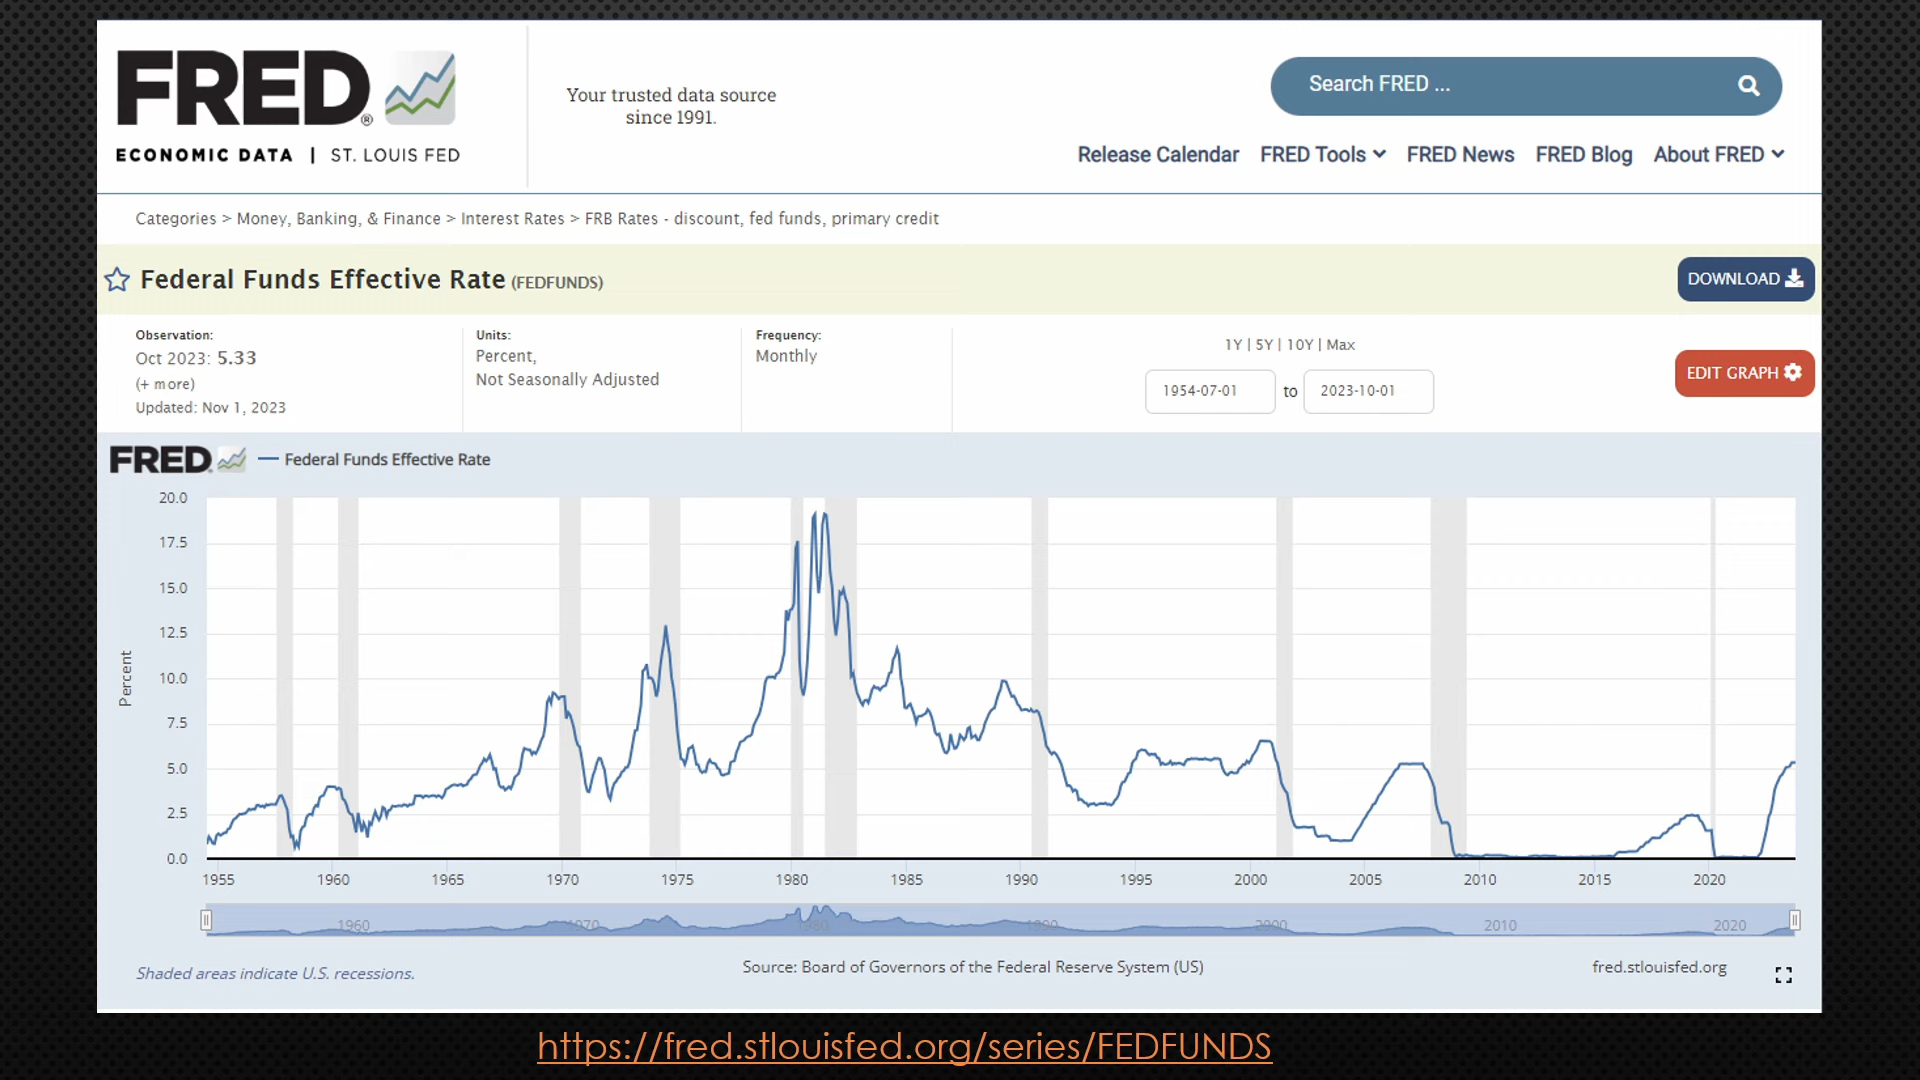 FRED®
ECONOMIC DATA | ST. LOUIS FED
Your trusted data source
since 1991.
Search FRED ...
Release Calendar FRED Tools FRED News FRED Blog About FRED
Categories > Money, Banking, & Finance > Interest Rates > FRB Rates - discount, fed funds, primary credit
Federal Funds Effective Rate (FEDFUNDS)
DOWNLOAD
Observation:
Oct 2023: 5.33
(+ more)
Updated: Nov 1, 2023
Units:
Percent,
Not Seasonally Adjusted
Frequency:
Monthly
1Y | 5Y | 10Y | Max
1954-07-01 to 2023-10-01
EDIT GRAPH
FRED
Federal Funds Effective Rate
Percent
20.0
17.5
15.0
12.5
10.0
7.5
5.0
2.5
0.0
1955 1960 1965 1970 1975 1980 1985 1990 1995 2000 2005 2010 2015 2020
1960 1970 1980 1990 2000 2010 2020
Shaded areas indicate U.S. recessions.
Source: Board of Governors of the Federal Reserve System (US)
fred.stlouisfed.org
https://fred.stlouisfed.org/series/FEDFUNDS